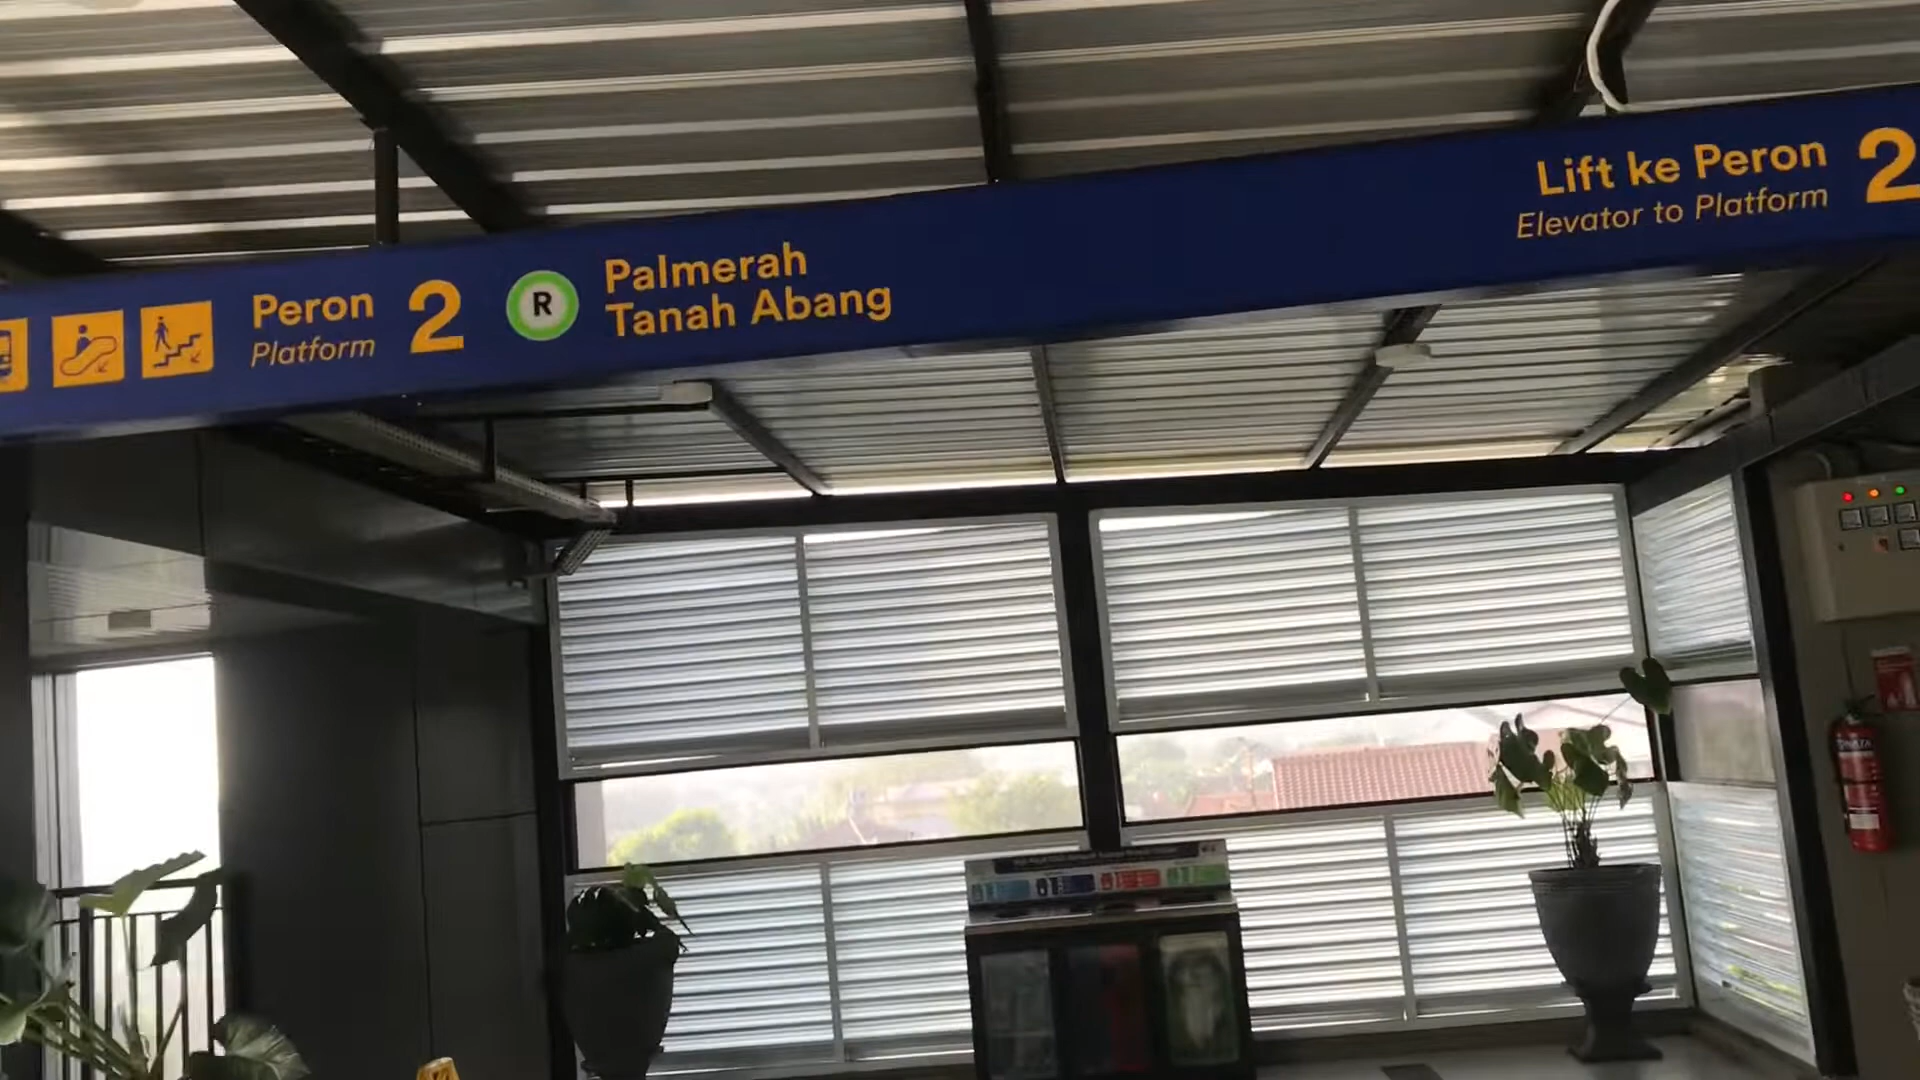 Peron
Platform
2
R
Palmerah
Tanah Abang
Lift ke Peron
Elevator to Platform
2